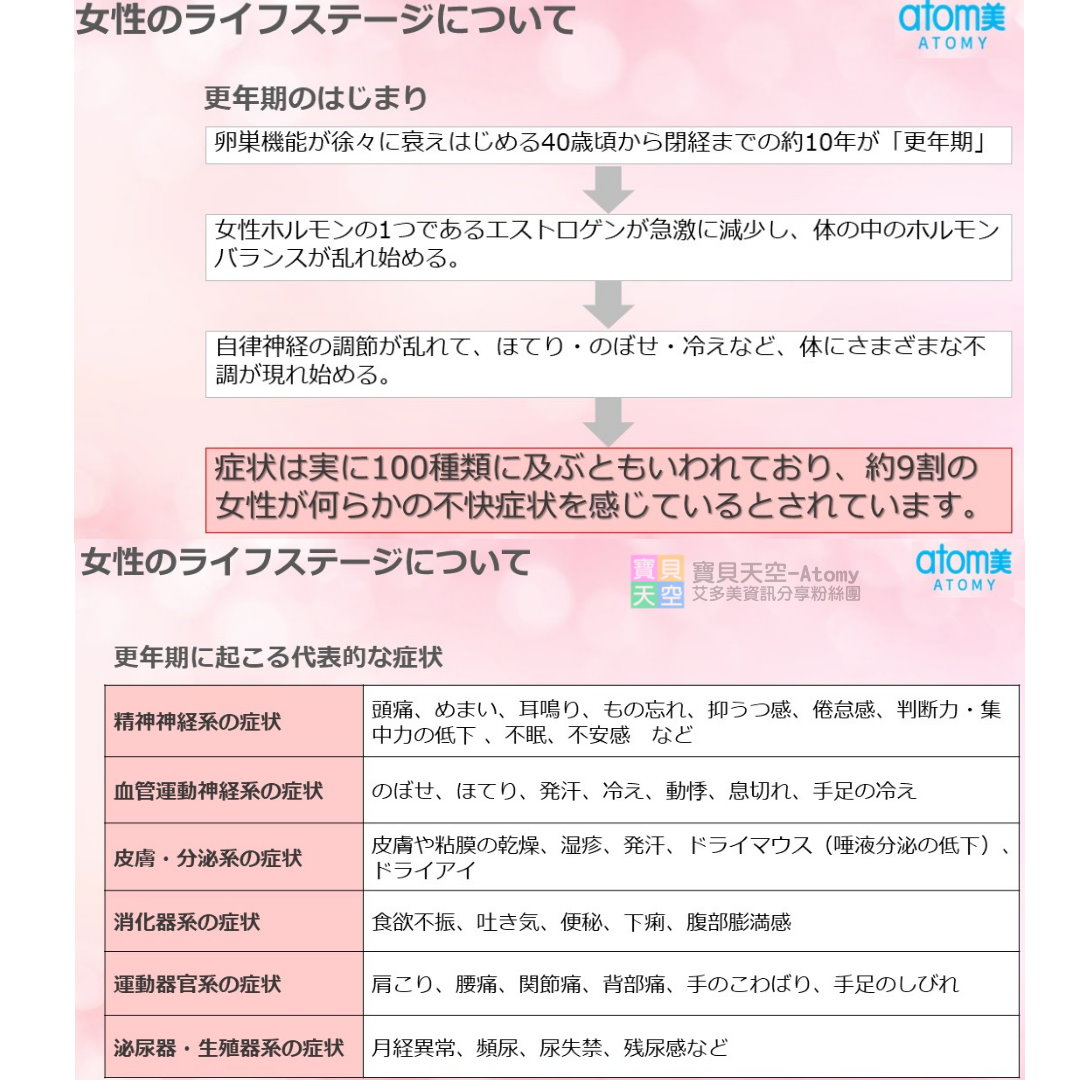 女性のライフステージについて
atom美
ATOMY
更年期のはじまり
卵巣機能が徐々に衰えはじめる40歳頃から閉経までの約10年が「更年期」
女性ホルモンの1つであるエストロゲンが急激に減少し、体の中のホルモン
バランスが乱れ始める。
自律神経の調節が乱れて、ほてり・のぼせ・冷えなど、体にさまざまな不
調が現れ始める。
症状は実に100種類に及ぶともいわれており、約9割の
女性が何らかの不快症状を感じているとされています。
女性のライフステージについて
寶貝天空
寶貝天空-Atomy
艾多美資訊分享粉絲團
atom美
ATOMY
更年期に起こる代表的な症状
精神神経系の症状
頭痛、めまい、耳鳴り、もの忘れ、抑うつ感、倦怠感、判断力・集
中力の低下 、不眠、不安感　など
血管運動神経系の症状
のぼせ、ほてり、発汗、冷え、動悸、息切れ、手足の冷え
皮膚・分泌系の症状
皮膚や粘膜の乾燥、湿疹、発汗、ドライマウス（唾液分泌の低下）、
ドライアイ
消化器系の症状
食欲不振、吐き気、便秘、下痢、腹部膨満感
運動器官系の症状
肩こり、腰痛、関節痛、背部痛、手のこわばり、手足のしびれ
泌尿器・生殖器系の症状
月経異常、頻尿、尿失禁、残尿感など